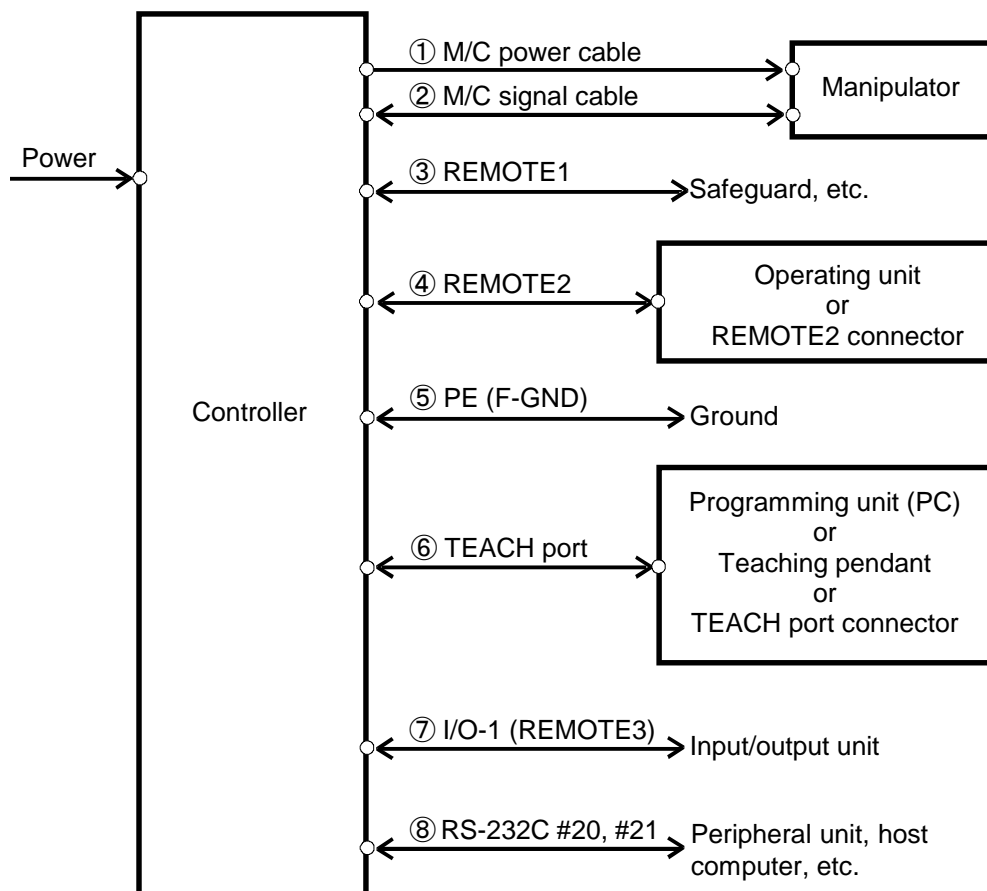 ① M/C power cable
Manipulator
② M/C signal cable
Power
③ REMOTE1
Safeguard, etc.
④ REMOTE2
Operating unit
or
REMOTE2 connector
Controller
⑤ PE (F-GND)
Ground
⑥ TEACH port
Programming unit (PC)
or
Teaching pendant
or
TEACH port connector
⑦ I/O-1 (REMOTE3)
Input/output unit
⑧ RS-232C #20, #21
Peripheral unit, host
computer, etc.